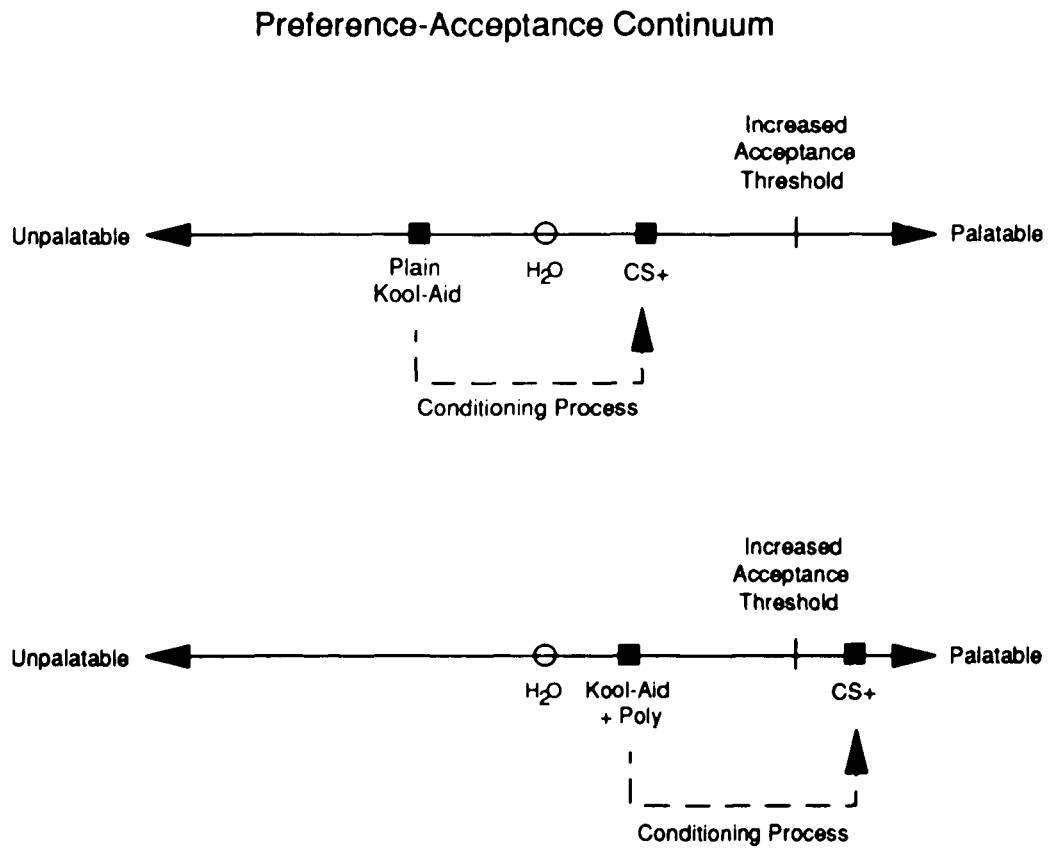 Preference-Acceptance Continuum
Increased
Acceptance
Threshold
Unpalatable
Palatable
Plain
Kool-Aid
H2O
CS+
Conditioning Process
Increased
Acceptance
Threshold
Unpalatable
Palatable
H2O
Kool-Aid
+ Poly
CS+
Conditioning Process